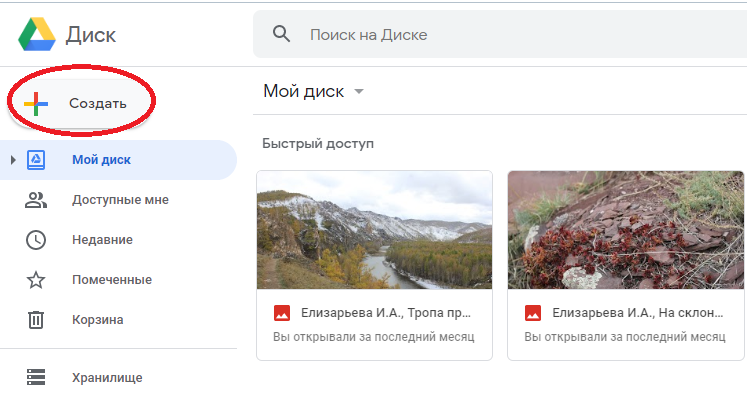 Диск
Поиск на Диске
Создать
Мой диск
Доступные мне
Недавние
Помеченные
Корзина
Хранилище
Мой диск
Быстрый доступ
Елизарьева И.А., Тропа пр...
Вы открывали за последний месяц
Елизарьева И.А., На склон...
Вы открывали за последний месяц